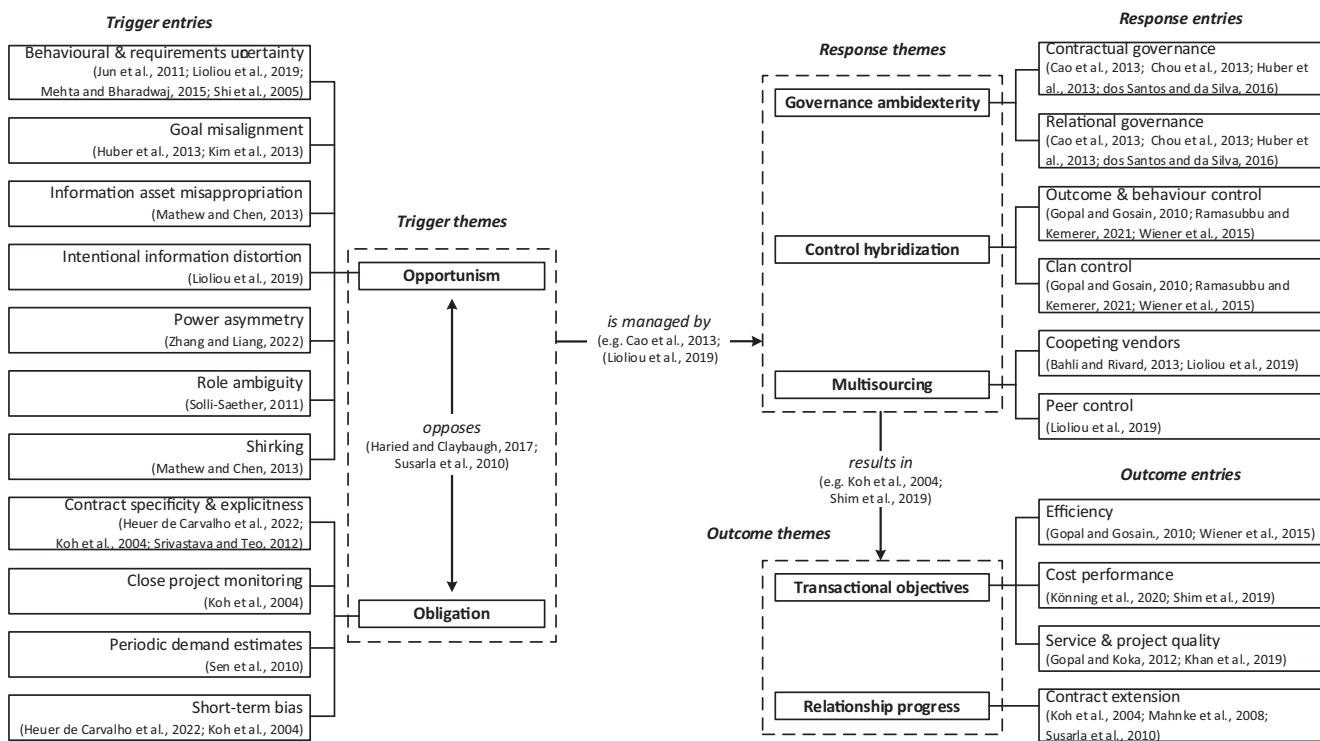 Trigger entries
Behavioural & requirements uncertainty
(Jun et al., 2011; Lioliou et al., 2019;
Mehta and Bharadwaj, 2015; Shi et al., 2005)
Goal misalignment
(Huber et al., 2013; Kim et al., 2013)
Information asset misappropriation
(Mathew and Chen, 2013)
Intentional information distortion
(Lioliou et al., 2019)
Power asymmetry
(Zhang and Liang, 2022)
Role ambiguity
(Solli-Saether, 2011)
Shirking
(Mathew and Chen, 2013)
Contract specificity & explicitness
(Heuer de Carvalho et al., 2022;
Koh et al., 2004; Srivastava and Teo, 2012)
Close project monitoring
(Koh et al., 2004)
Periodic demand estimates
(Sen et al., 2010)
Short-term bias
(Heuer de Carvalho et al., 2022; Koh et al., 2004)
Trigger themes
Opportunism
opposes
(Haried and Claybaugh, 2017;
Susarla et al., 2010)
Obligation
is managed by
(e.g. Cao et al., 2013;
(Lioliou et al., 2019)
Response themes
Governance ambidexterity
Control hybridization
Multisourcing
results in
(e.g. Koh et al., 2004;
Shim et al., 2019)
Outcome themes
Transactional objectives
Relationship progress
Response entries
Contractual governance
(Cao et al., 2013; Chou et al., 2013; Huber et
al., 2013; dos Santos and da Silva, 2016)
Relational governance
(Cao et al., 2013; Chou et al., 2013; Huber et
al., 2013; dos Santos and da Silva, 2016)
Outcome & behaviour control
(Gopal and Gosain, 2010; Ramasubbu and
Kemerer, 2021; Wiener et al., 2015)
Clan control
(Gopal and Gosain, 2010; Ramasubbu and
Kemerer, 2021; Wiener et al., 2015)
Coopeting vendors
(Bahli and Rivard, 2013; Lioliou et al., 2019)
Peer control
(Lioliou et al., 2019)
Outcome entries
Efficiency
(Gopal and Gosain., 2010; Wiener et al., 2015)
Cost performance
(Könning et al., 2020; Shim et al., 2019)
Service & project quality
(Gopal and Koka, 2012; Khan et al., 2019)
Contract extension
(Koh et al., 2004; Mahnke et al., 2008;
Susarla et al., 2010)